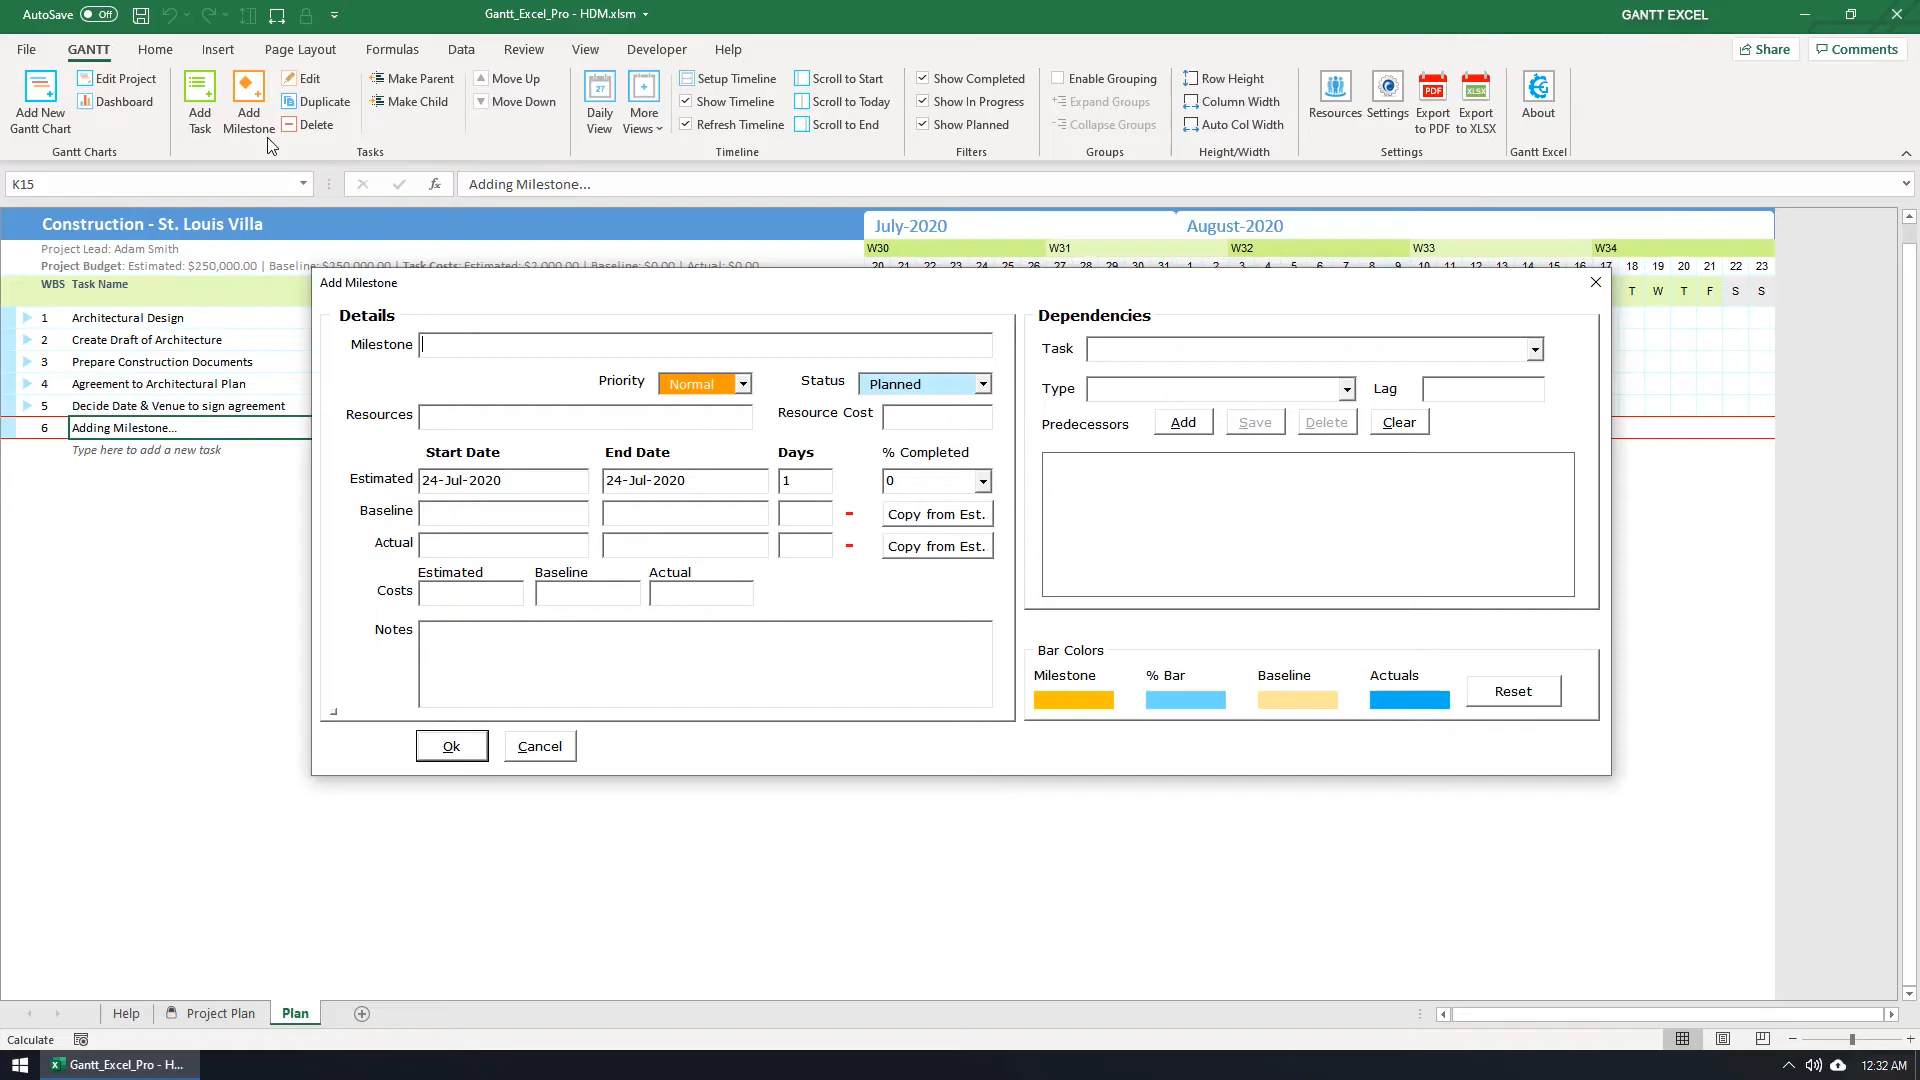 AutoSave Off
Gantt_Excel_Pro - HDM.xlsm
GANTT EXCEL
File GANTT Home Insert Page Layout Formulas Data Review View Developer Help
Share Comments
Add New Gantt Chart
Edit Project
Dashboard
Gantt Charts
Add Task
Add Milestone
Edit
Duplicate
Delete
Make Parent
Make Child
Move Up
Move Down
Tasks
Daily View
More Views
Setup Timeline
Show Timeline
Refresh Timeline
Scroll to Start
Scroll to Today
Scroll to End
Timeline
Show Completed
Show In Progress
Show Planned
Filters
Enable Grouping
Expand Groups
Collapse Groups
Groups
Row Height
Column Width
Auto Col Width
Height/Width
Resources
Settings
PDF
Export to PDF
XLSX
Export to XLSX
Settings
About
Gantt Excel
K15 fx Adding Milestone...
Construction - St. Louis Villa
July-2020 August-2020
Project Lead: Adam Smith
W30 W31 W32 W33 W34
Project Budget: Estimated: $250,000.00 | Baseline: $250,000.00 | Task Costs: Estimated: $2,000.00 | Baseline: $0.00 | Actual: $0.00
20 21 22 23 24 25 26 27 28 29 30 31 1 2 3 4 5 6 7 8 9 10 11 12 13 14 15 16 17 18 19 20 21 22 23
WBS Task Name
T W T F S S
1 Architectural Design
2 Create Draft of Architecture
3 Prepare Construction Documents
4 Agreement to Architectural Plan
5 Decide Date & Venue to sign agreement
6 Adding Milestone...
Type here to add a new task
Add Milestone
Details
Milestone
Priority Normal Status Planned
Resources Resource Cost
Start Date End Date Days % Completed
Estimated 24-Jul-2020 24-Jul-2020 1 0
Baseline - Copy from Est.
Actual - Copy from Est.
Estimated Baseline Actual
Costs
Notes
Ok Cancel
Dependencies
Task
Type Lag
Predecessors Add Save Delete Clear
Bar Colors
Milestone % Bar Baseline Actuals
Reset
Help Project Plan Plan
Calculate
Gantt_Excel_Pro - H...
12:32 AM